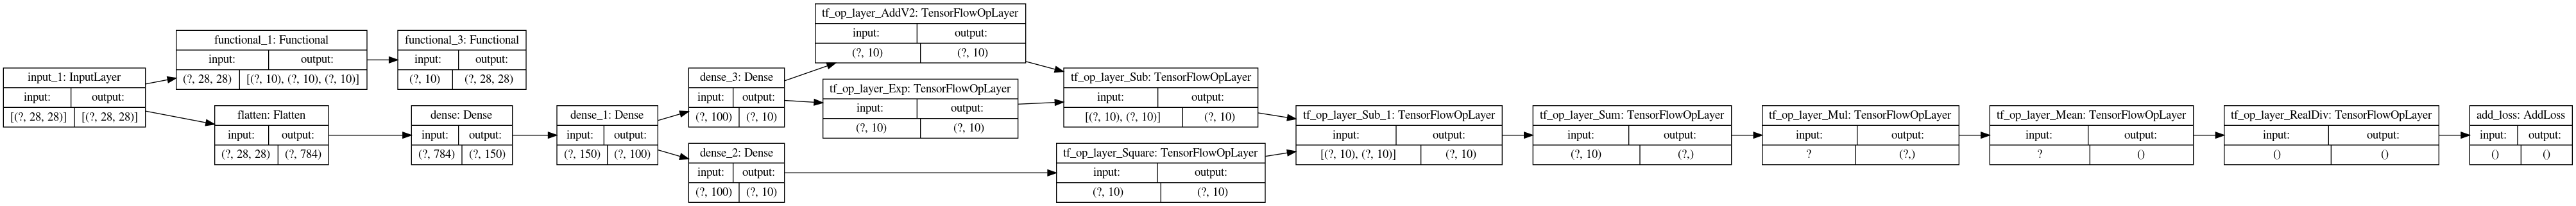 input_1: InputLayer
input: output:
[(?, 28, 28)] [(?, 28, 28)]
functional_1: Functional
input: output:
(?, 28, 28) [(?, 10), (?, 10), (?, 10)]
functional_3: Functional
input: output:
(?, 10) (?, 28, 28)
flatten: Flatten
input: output:
(?, 28, 28) (?, 784)
dense: Dense
input: output:
(?, 784) (?, 150)
dense_1: Dense
input: output:
(?, 150) (?, 100)
dense_3: Dense
input: output:
(?, 100) (?, 10)
dense_2: Dense
input: output:
(?, 100) (?, 10)
tf_op_layer_AddV2: TensorFlowOpLayer
input: output:
(?, 10) (?, 10)
tf_op_layer_Exp: TensorFlowOpLayer
input: output:
(?, 10) (?, 10)
tf_op_layer_Sub: TensorFlowOpLayer
input: output:
[(?, 10), (?, 10)] (?, 10)
tf_op_layer_Square: TensorFlowOpLayer
input: output:
(?, 10) (?, 10)
tf_op_layer_Sub_1: TensorFlowOpLayer
input: output:
[(?, 10), (?, 10)] (?, 10)
tf_op_layer_Sum: TensorFlowOpLayer
input: output:
(?, 10) (?,)
tf_op_layer_Mul: TensorFlowOpLayer
input: output:
? (?,)
tf_op_layer_Mean: TensorFlowOpLayer
input: output:
? ()
tf_op_layer_RealDiv: TensorFlowOpLayer
input: output:
() ()
add_loss: AddLoss
input: output:
() ()